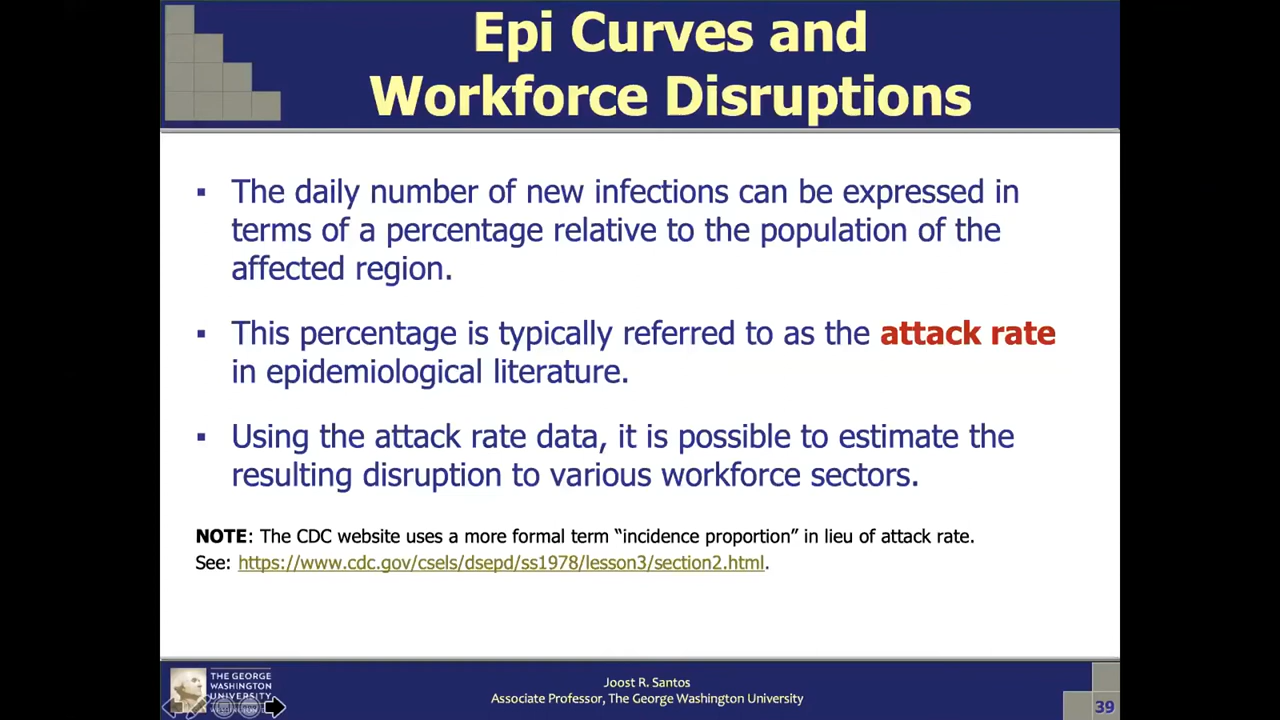 Epi Curves and
Workforce Disruptions
▪ The daily number of new infections can be expressed in
terms of a percentage relative to the population of the
affected region.
▪ This percentage is typically referred to as the attack rate
in epidemiological literature.
▪ Using the attack rate data, it is possible to estimate the
resulting disruption to various workforce sectors.
NOTE: The CDC website uses a more formal term “incidence proportion” in lieu of attack rate.
See: https://www.cdc.gov/csels/dsepd/ss1978/lesson3/section2.html.
THE GEORGE
WASHINGTON
UNIVERSITY
Joost R. Santos
Associate Professor, The George Washington University
39